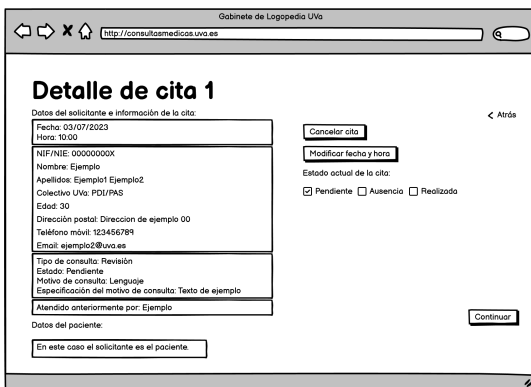 Gabinete de Logopedia UVa
http://consultasmedicas.uva.es
Detalle de cita 1
Datos del solicitante e información de la cita:
Fecha: 03/07/2023
Hora: 10:00
NIF/NIE: 00000000X
Nombre: Ejemplo
Apellidos: Ejemplo1 Ejemplo2
Colectivo UVa: PDI/PAS
Edad: 30
Dirección postal: Direccion de ejemplo 00
Teléfono móvil: 123456789
Email: ejemplo2@uva.es
Tipo de consulta: Revisión
Estado: Pendiente
Motivo de consulta: Lenguaje
Especificación del motivo de consulta: Texto de ejemplo
Atendido anteriormente por: Ejemplo
Datos del paciente:
En este caso el solicitante es el paciente.
Atrás
Cancelar cita
Modificar fecha y hora
Estado actual de la cita:
Pendiente Ausencia Realizada
Continuar